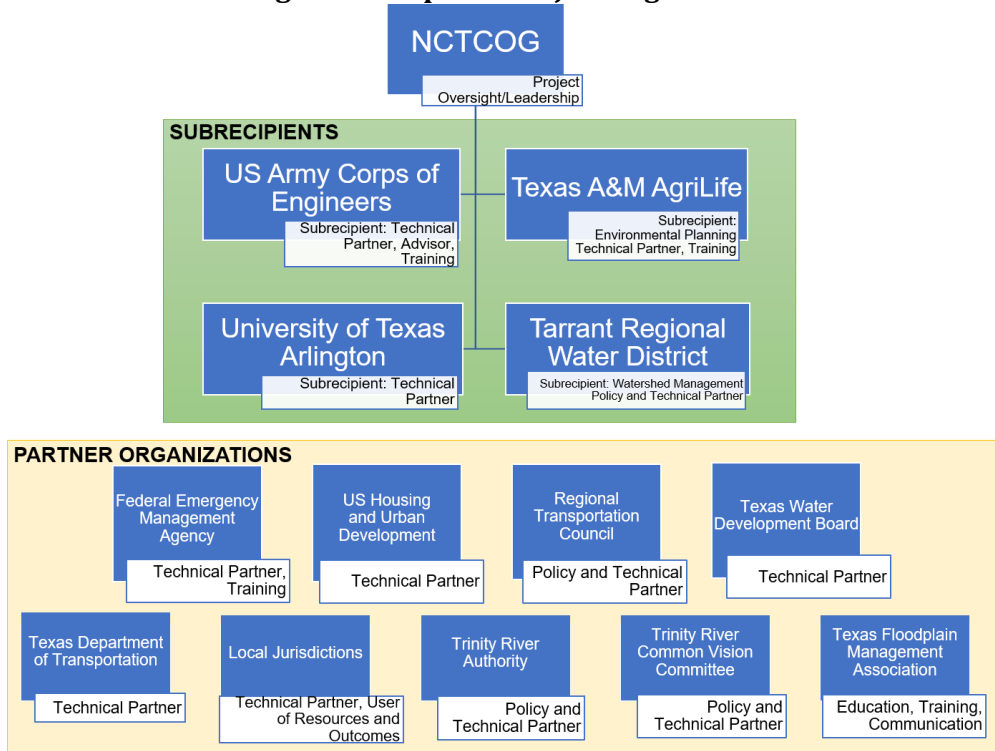 NCTCOG
Project
Oversight/Leadership
SUBRECIPIENTS
US Army Corps of
Engineers
Subrecipient: Technical
Partner, Advisor,
Training
Texas A&M AgriLife
Subrecipient:
Environmental Planning
Technical Partner, Training
University of Texas
Arlington
Subrecipient: Technical
Partner
Tarrant Regional
Water District
Subrecipient: Watershed Management
Policy and Technical Partner
PARTNER ORGANIZATIONS
Federal Emergency
Management
Agency
Technical Partner,
Training
US Housing
and Urban
Development
Technical Partner
Regional
Transportation
Council
Policy and Technical
Partner
Texas Water
Development Board
Technical Partner
Texas Department
of Transportation
Technical Partner
Local Jurisdictions
Technical Partner, User
of Resources and
Outcomes
Trinity River
Authority
Policy and
Technical Partner
Trinity River
Common Vision
Committee
Policy and
Technical Partner
Texas Floodplain
Management
Association
Education, Training,
Communication